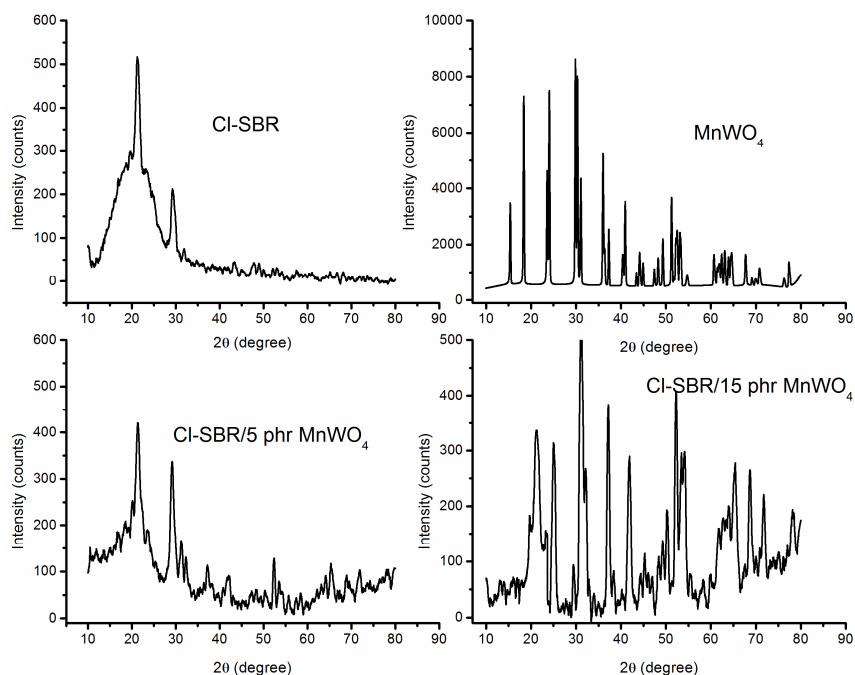 600
500
400
300
200
100
0
Intensity (counts)
Cl-SBR
10 20 30 40 50 60 70 80 90
2θ (degree)
10000
8000
6000
4000
2000
0
Intensity (counts)
MnWO₄
10 20 30 40 50 60 70 80 90
2θ (degree)
600
500
400
300
200
100
0
Intensity (counts)
Cl-SBR/5 phr MnWO₄
10 20 30 40 50 60 70 80 90
2θ (degree)
500
400
300
200
100
0
Intensity (counts)
Cl-SBR/15 phr MnWO₄
10 20 30 40 50 60 70 80 90
2θ (degree)